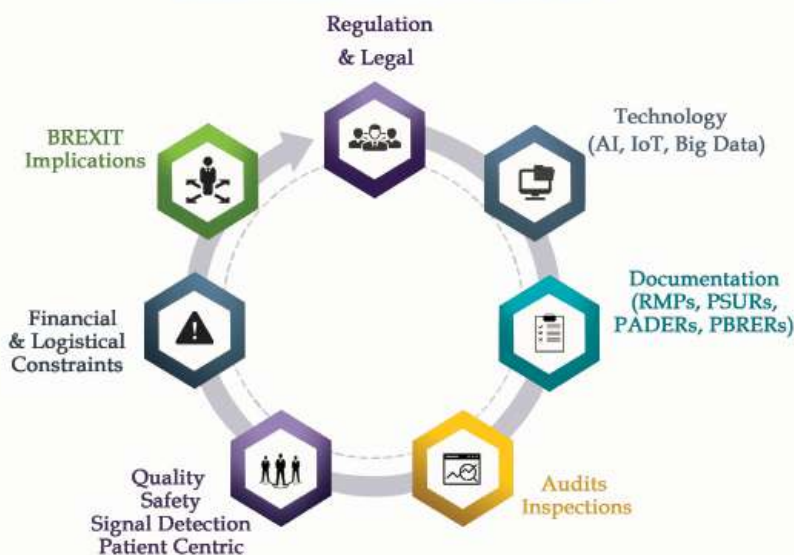 Regulation
& Legal
Technology
(AI, IoT, Big Data)
Documentation
(RMPs, PSURs,
PADERs, PBRERs)
Audits
Inspections
Quality
Safety
Signal Detection
Patient Centric
Financial
& Logistical
Constraints
BREXIT
Implications